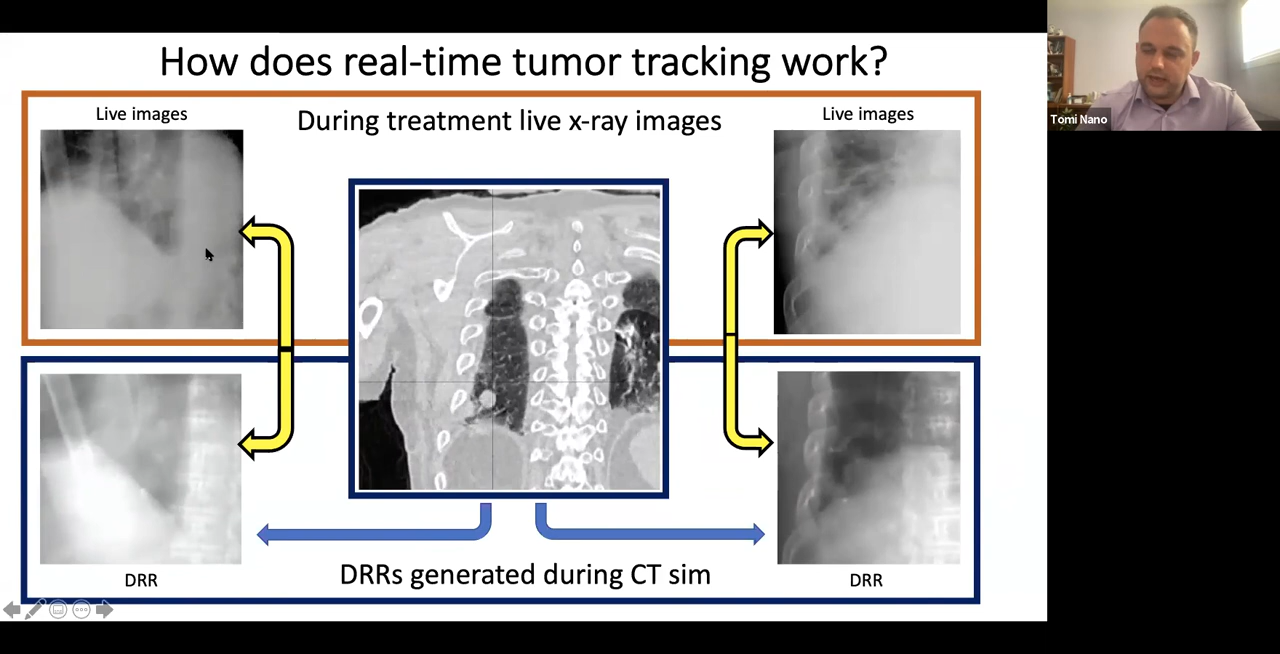 How does real-time tumor tracking work?
Live images
During treatment live x-ray images
Live images
Tomi Nano
DRR
DRRs generated during CT sim
DRR